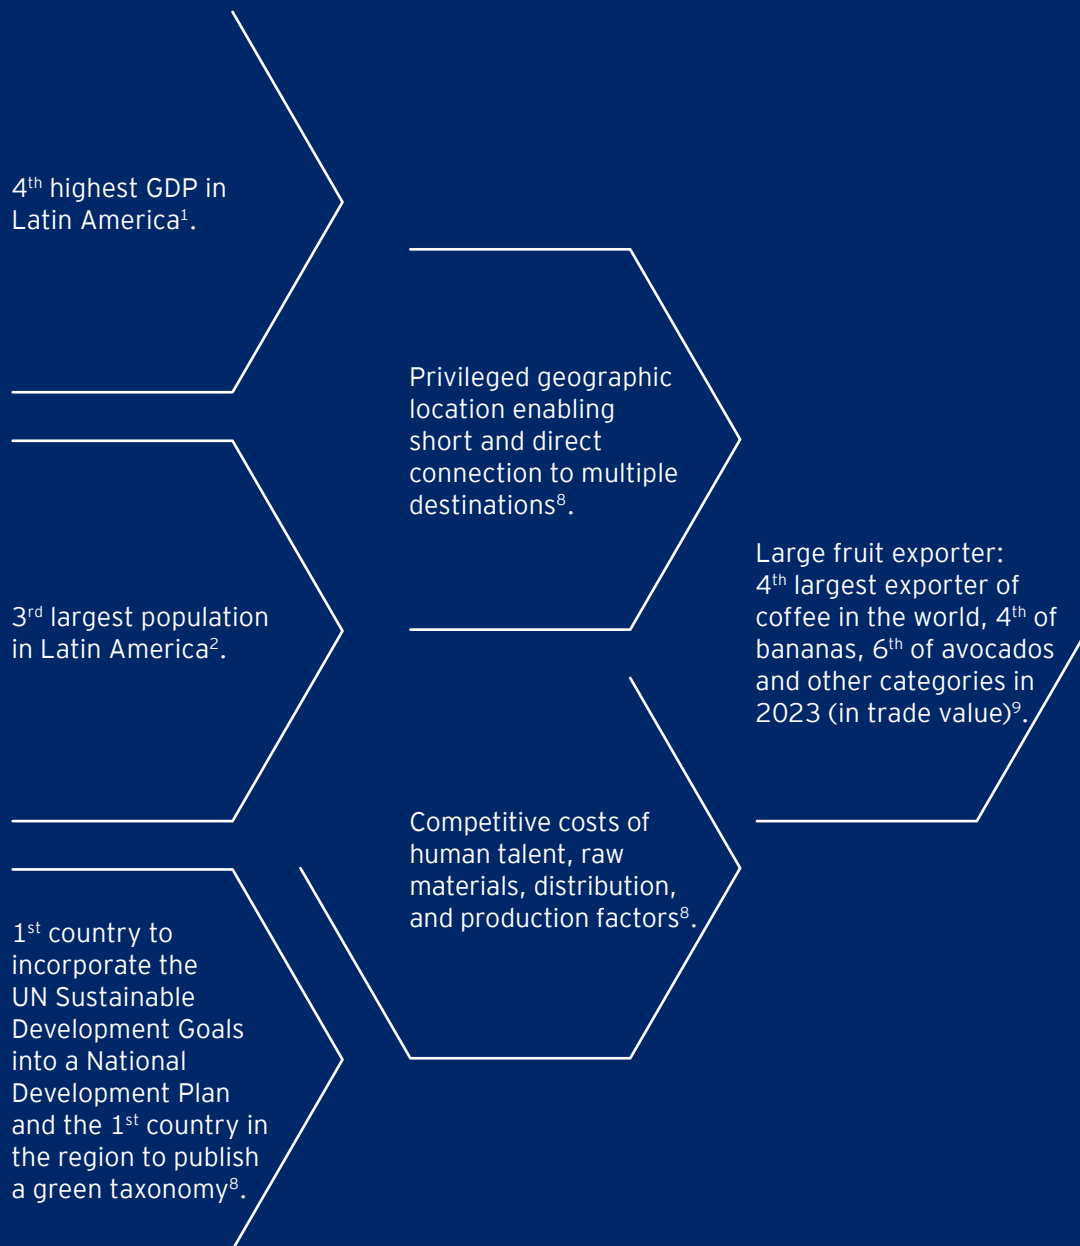 4th highest GDP in
Latin America1.
3rd largest population
in Latin America2.
1st country to
incorporate the
UN Sustainable
Development Goals
into a National
Development Plan
and the 1st country in
the region to publish
a green taxonomy8.
Privileged geographic
location enabling
short and direct
connection to multiple
destinations8.
Competitive costs of
human talent, raw
materials, distribution,
and production factors8.
Large fruit exporter:
4th largest exporter of
coffee in the world, 4th of
bananas, 6th of avocados
and other categories in
2023 (in trade value)9.